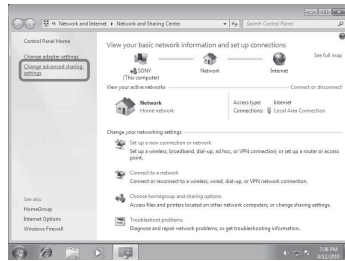 Network and Internet ▸ Network and Sharing Center
Search Control Panel
Control Panel Home
Change adapter settings
Change advanced sharing
settings
See also
HomeGroup
Internet Options
Windows Firewall
View your basic network information and set up connections
See full map
SONY
(This computer)
Network
Internet
View your active networks
Connect or disconnect
Network
Home network
Access type: Internet
Connections: Local Area Connection
Change your networking settings
Set up a new connection or network
Set up a wireless, broadband, dial-up, ad hoc, or VPN connection; or set up a router or access
point.
Connect to a network
Connect or reconnect to a wireless, wired, dial-up, or VPN network connection.
Choose homegroup and sharing options
Access files and printers located on other network computers, or change sharing settings.
Troubleshoot problems
Diagnose and repair network problems, or get troubleshooting information.
7:36 PM
4/12/2010